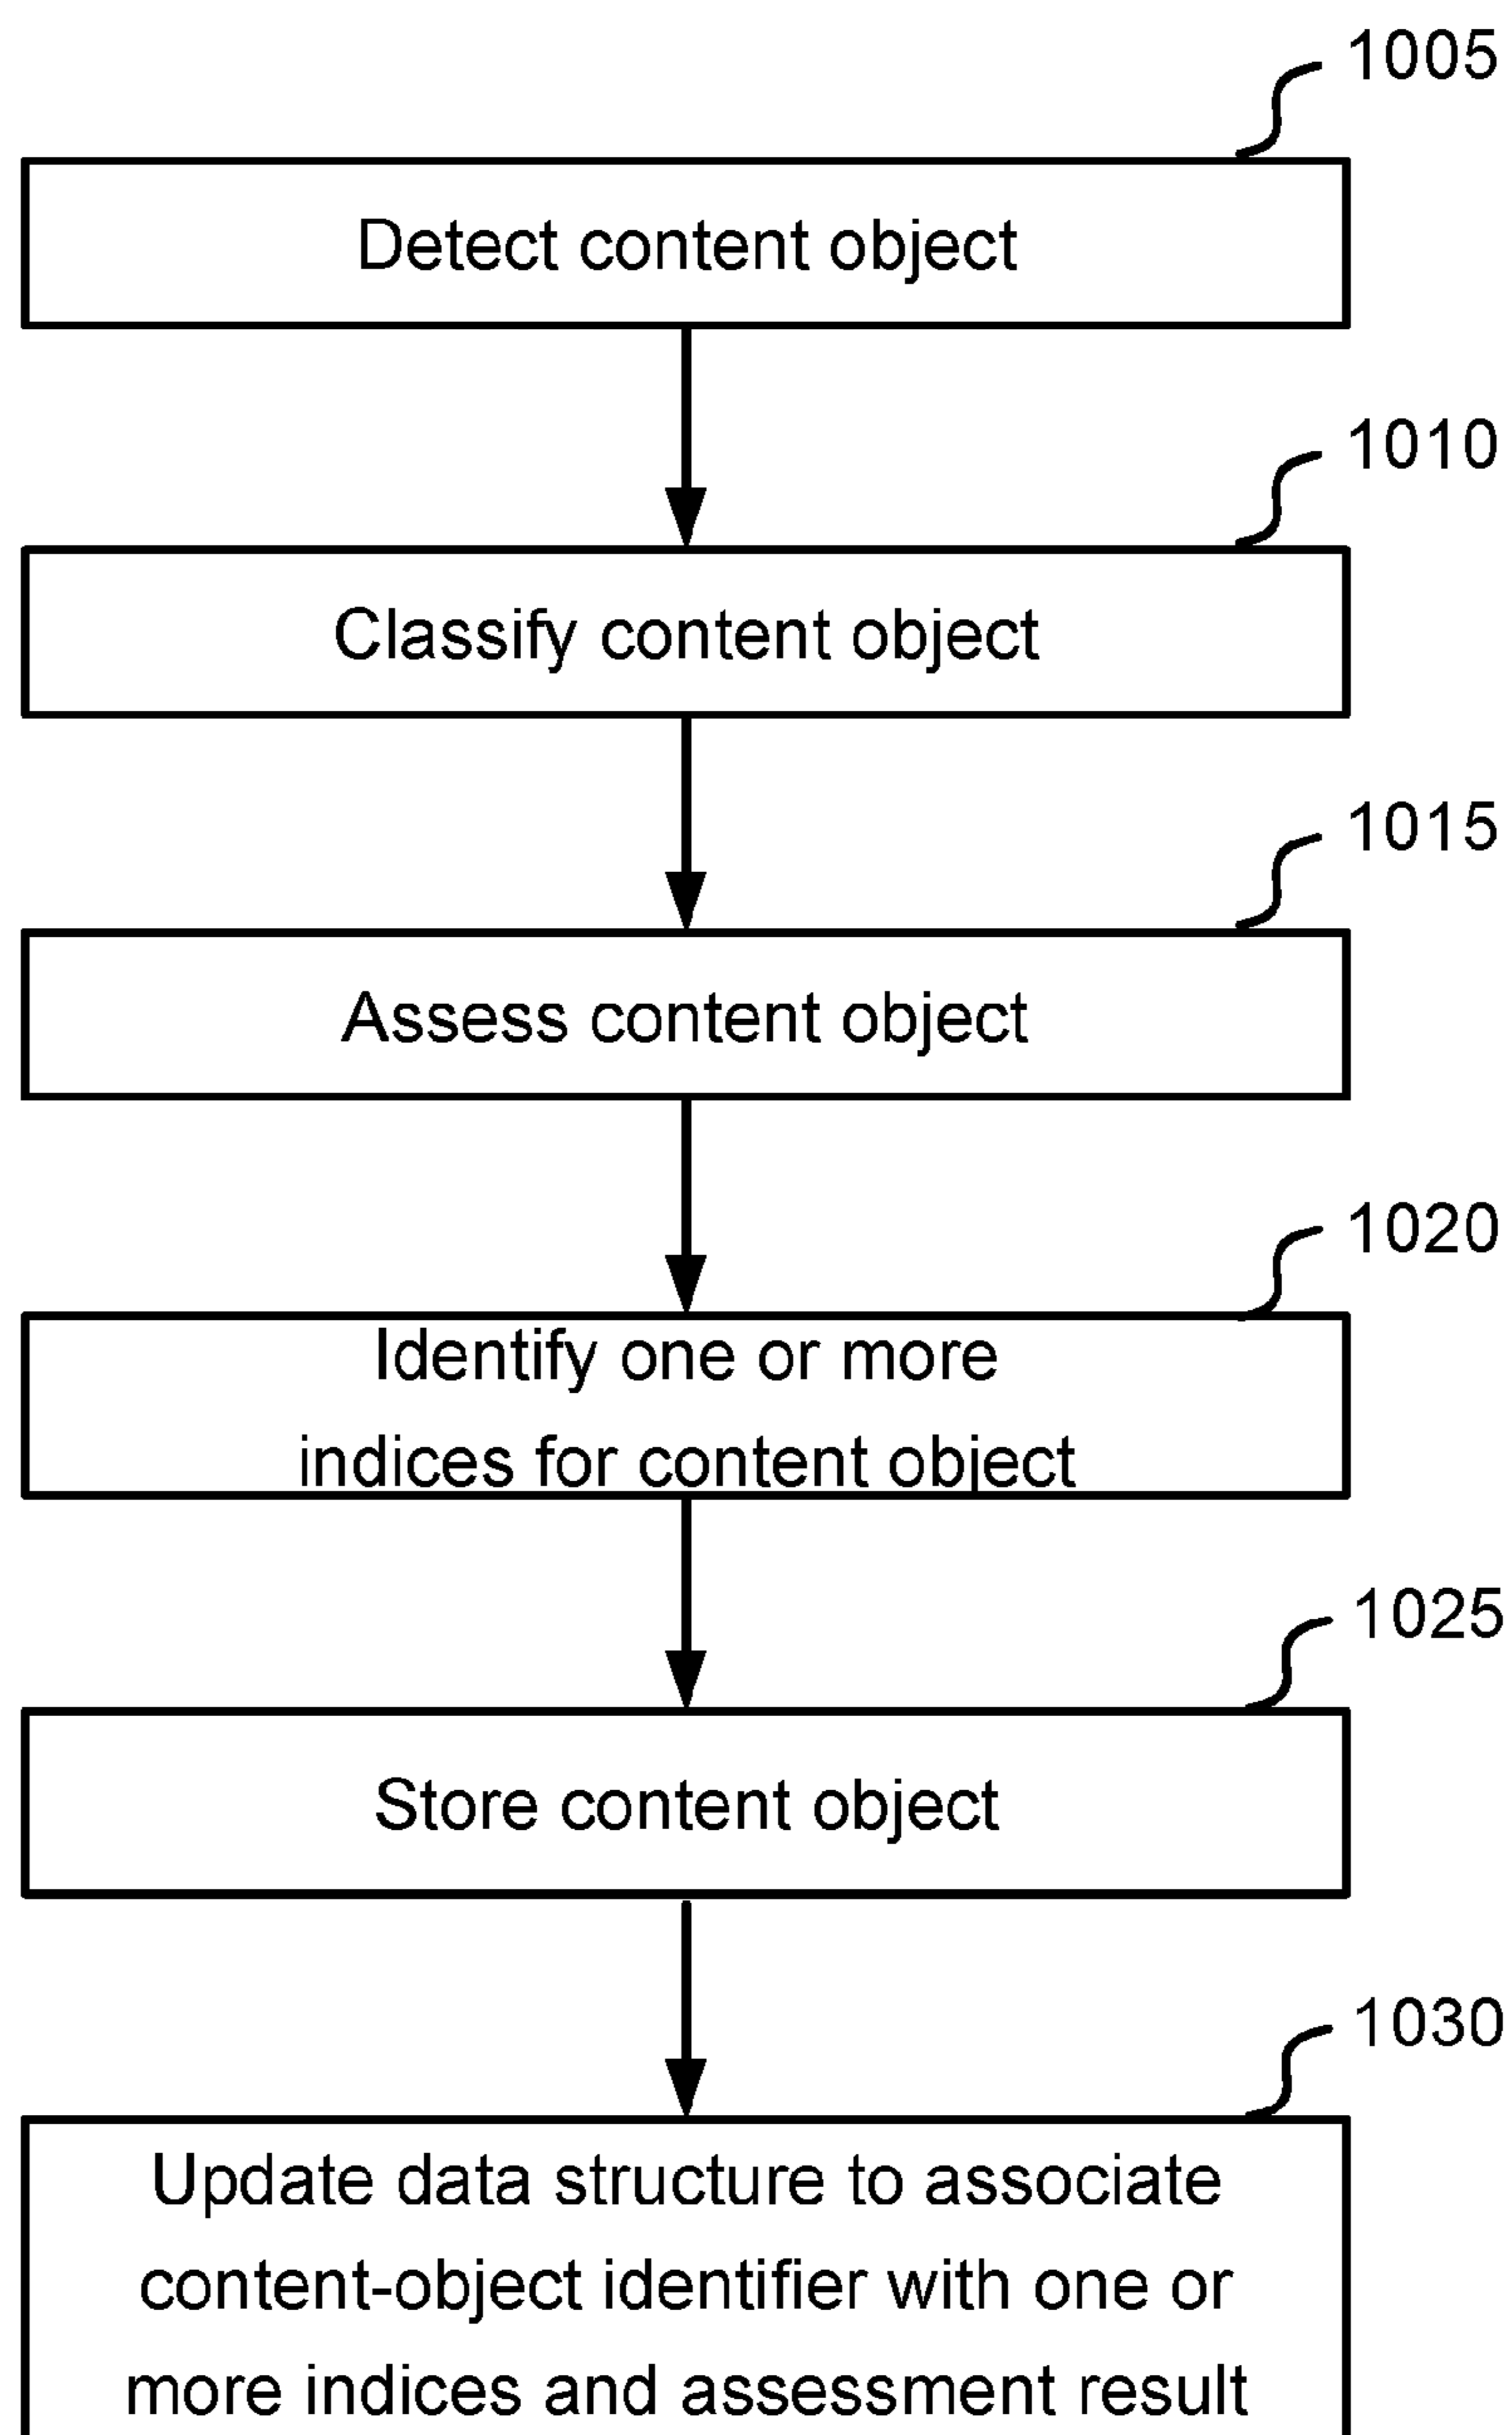 1005
Detect content object
1010
Classify content object
1015
Assess content object
1020
Identify one or more
indices for content object
1025
Store content object
1030
Update data structure to associate
content-object identifier with one or
more indices and assessment result